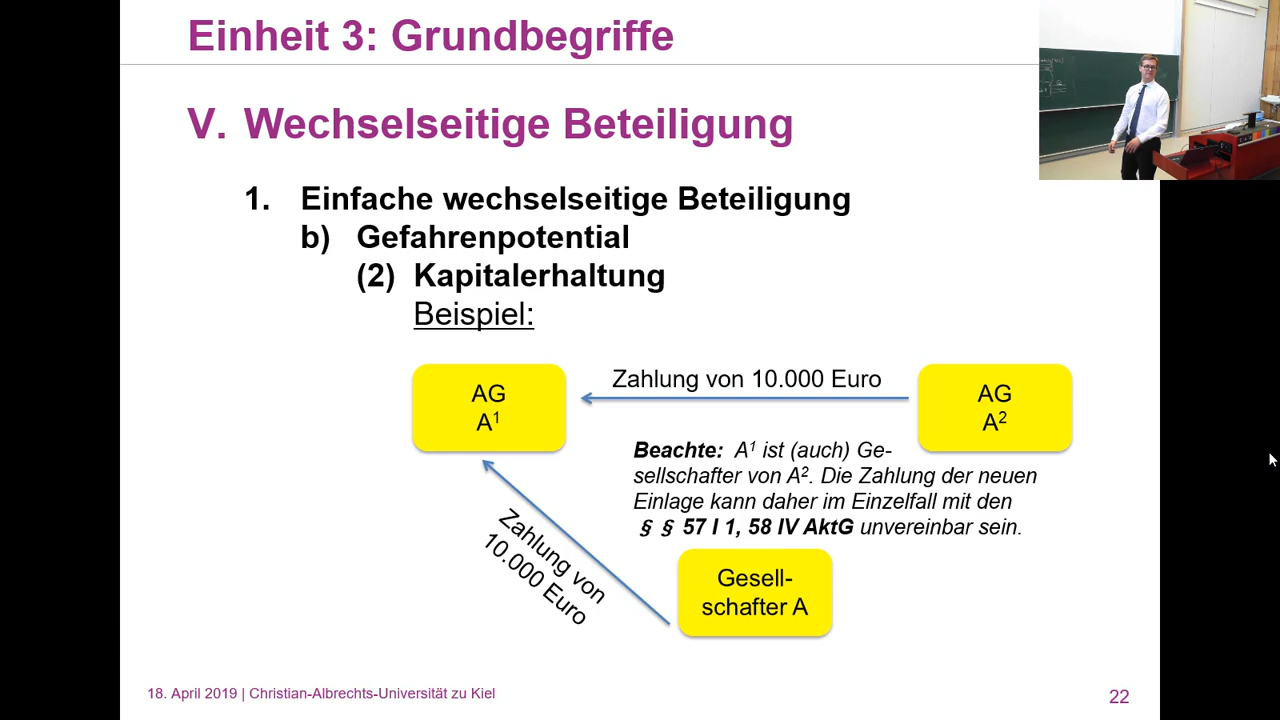 Einheit 3: Grundbegriffe
V. Wechselseitige Beteiligung
1. Einfache wechselseitige Beteiligung
b) Gefahrenpotential
(2) Kapitalerhaltung
Beispiel:
AG
A¹
Zahlung von 10.000 Euro
AG
A²
Beachte: A¹ ist (auch) Ge-
sellschafter von A². Die Zahlung der neuen
Einlage kann daher im Einzelfall mit den
§ § 57 I 1, 58 IV AktG unvereinbar sein.
Zahlung von
10.000 Euro
Gesell-
schafter A
18. April 2019 | Christian-Albrechts-Universität zu Kiel
22